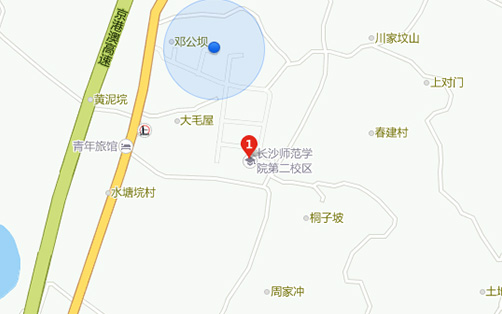 京港澳高速
邓公坝
川家坟山
上对门
黄泥垸
大毛屋
春建村
青年旅馆
1
长沙师范学
院第二校区
水塘垸村
桐子坡
周家冲
土地